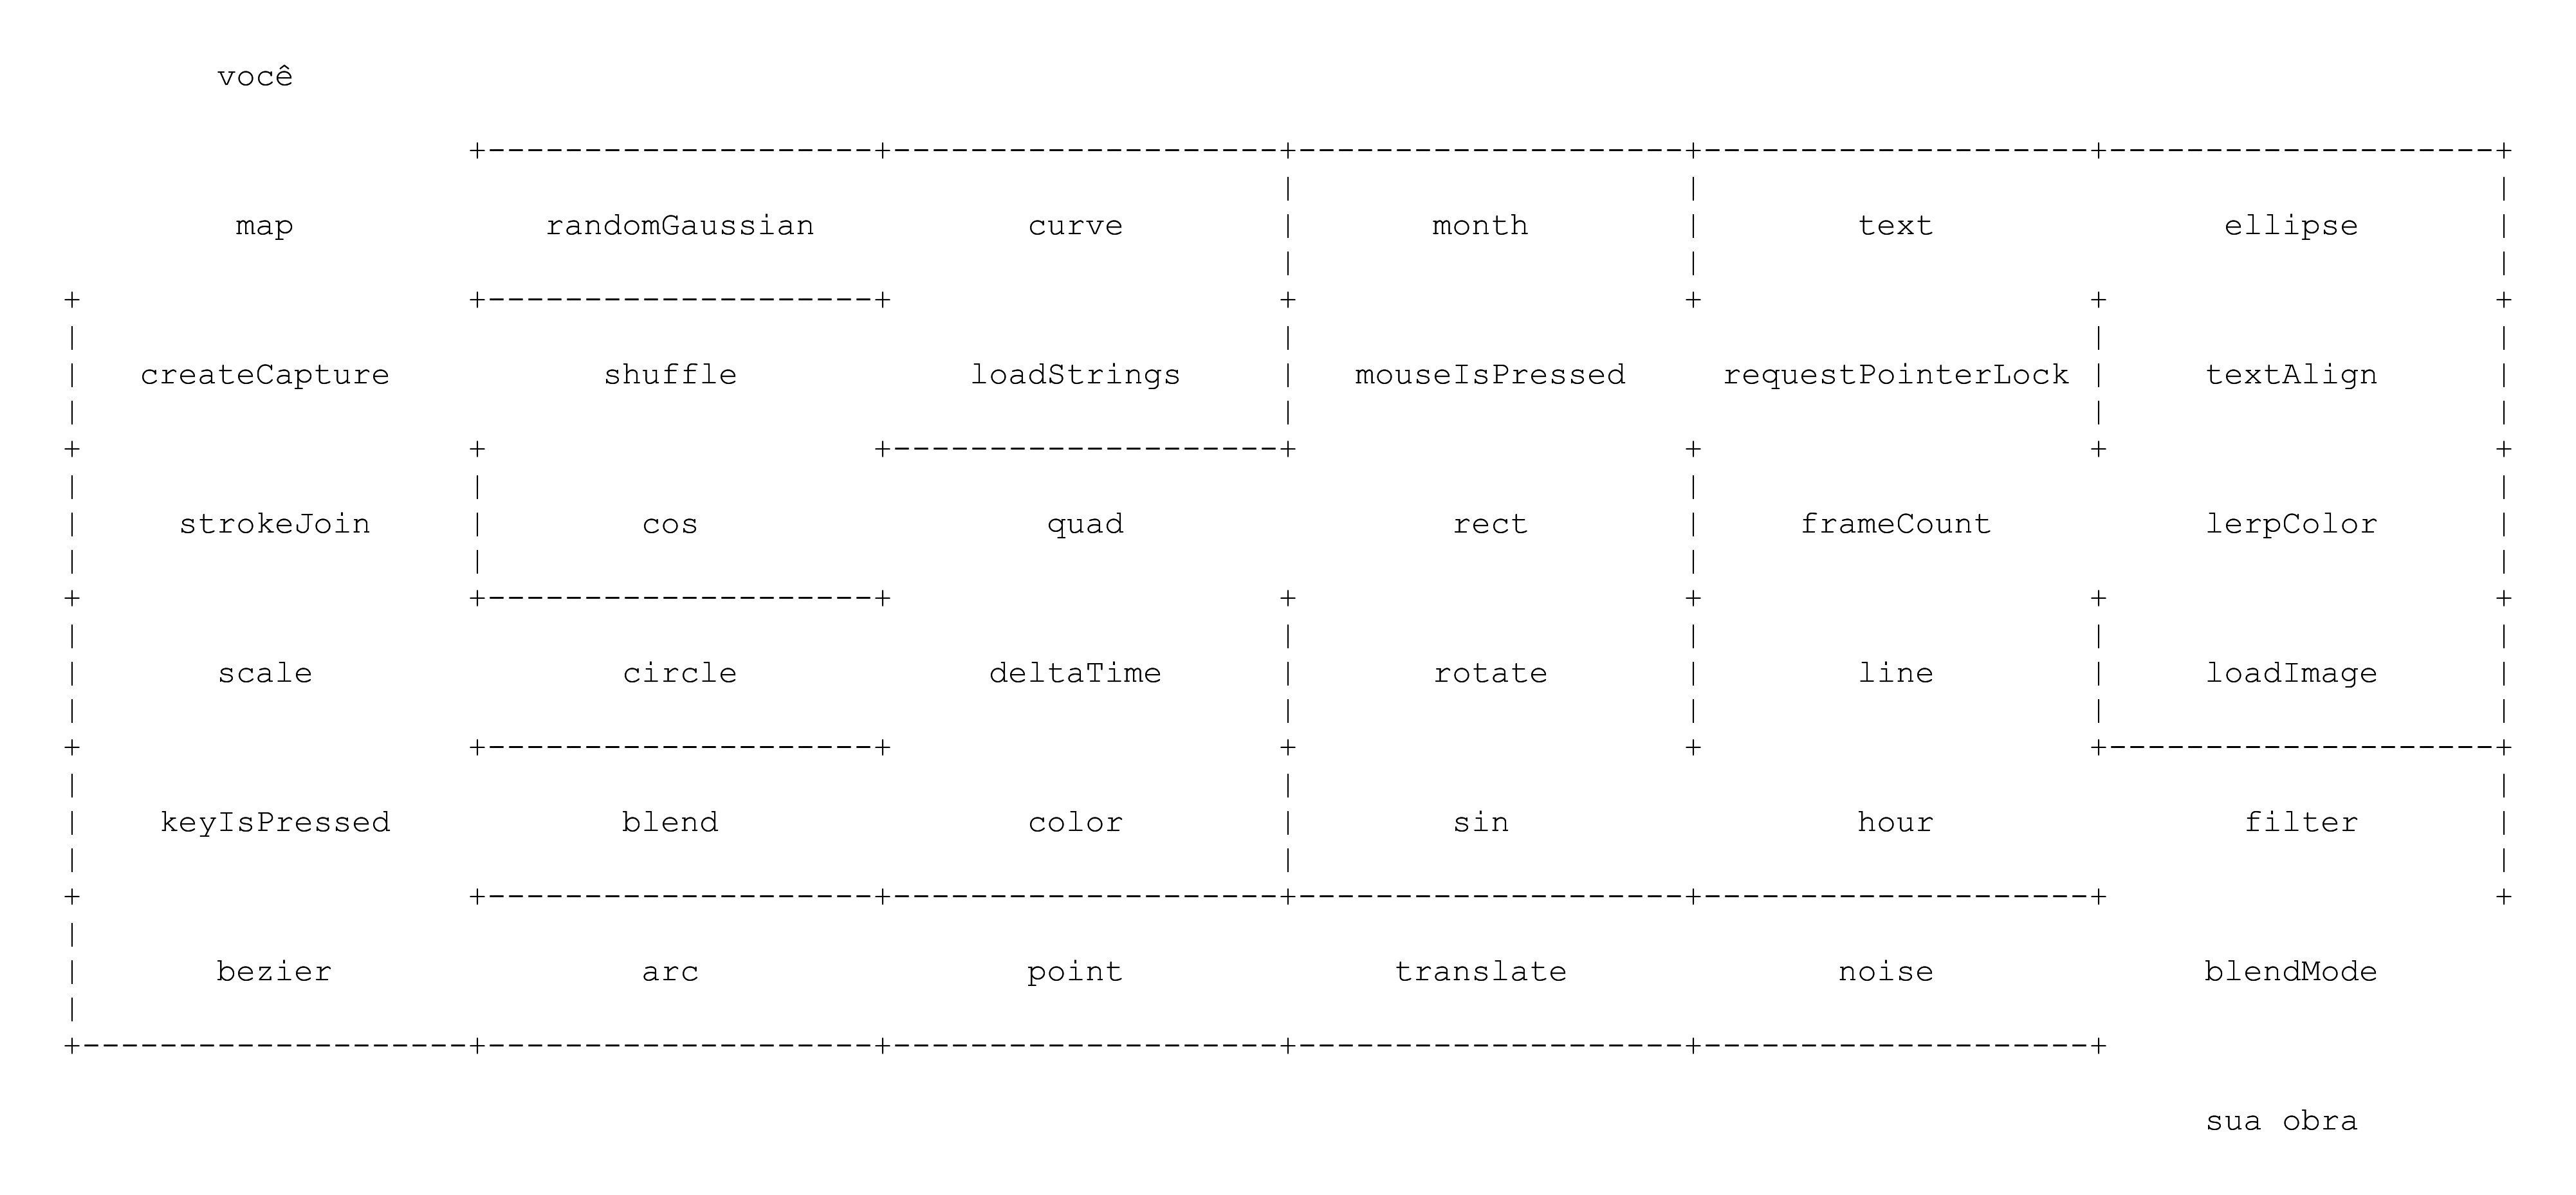 você
map randomGaussian curve month text ellipse
createCapture shuffle loadStrings mouseIsPressed requestPointerLock textAlign
strokeJoin cos quad rect frameCount lerpColor
scale circle deltaTime rotate line loadImage
keyIsPressed blend color sin hour filter
bezier arc point translate noise blendMode
sua obra